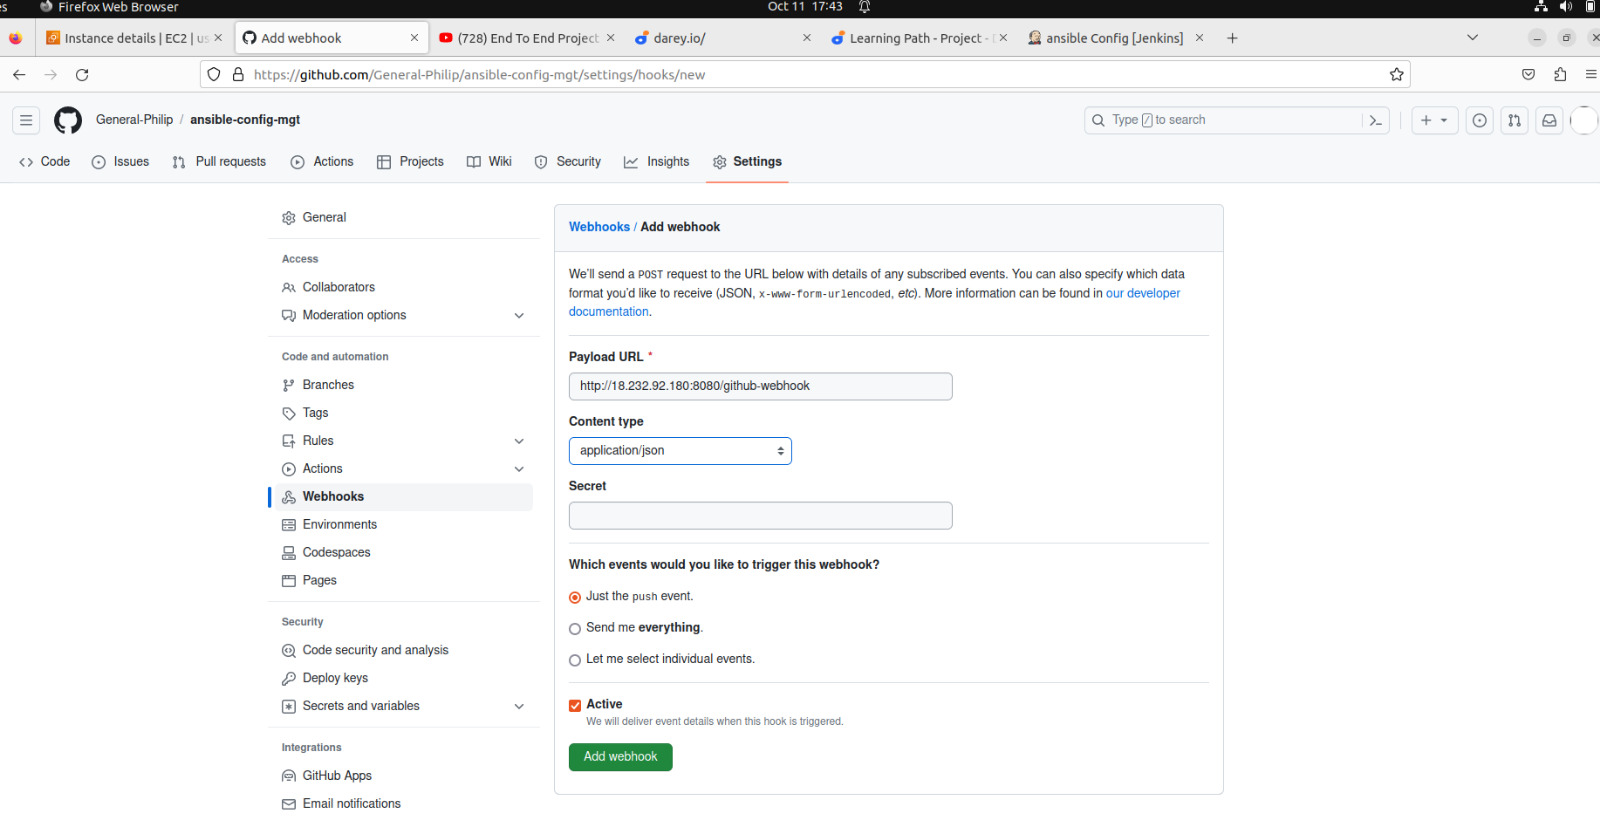 es Firefox Web Browser Oct 11 17:43
Instance details | EC2 | us Add webhook (728) End To End Project darey.io/ Learning Path - Project - ansible Config [Jenkins]
https://github.com/General-Philip/ansible-config-mgt/settings/hooks/new
General-Philip / ansible-config-mgt Type / to search
Code Issues Pull requests Actions Projects Wiki Security Insights Settings
General
Access
Collaborators
Moderation options
Code and automation
Branches
Tags
Rules
Actions
Webhooks
Environments
Codespaces
Pages
Security
Code security and analysis
Deploy keys
Secrets and variables
Integrations
GitHub Apps
Email notifications
Webhooks / Add webhook
We'll send a POST request to the URL below with details of any subscribed events. You can also specify which data
format you'd like to receive (JSON, x-www-form-urlencoded, etc). More information can be found in our developer
documentation.
Payload URL *
http://18.232.92.180:8080/github-webhook
Content type
application/json
Secret
Which events would you like to trigger this webhook?
Just the push event.
Send me everything.
Let me select individual events.
Active
We will deliver event details when this hook is triggered.
Add webhook